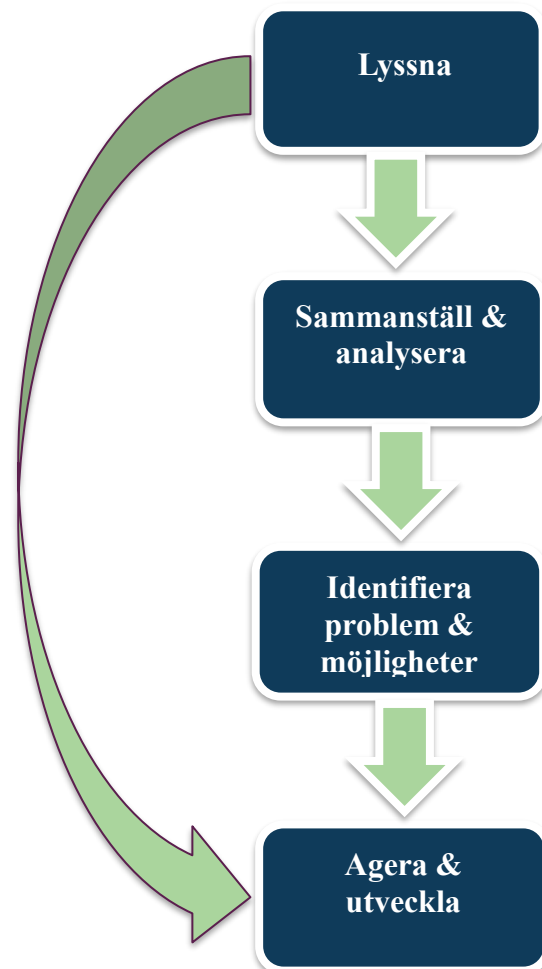 Lyssna
Sammanställ &
analysera
Identifiera
problem &
möjligheter
Agera &
utveckla